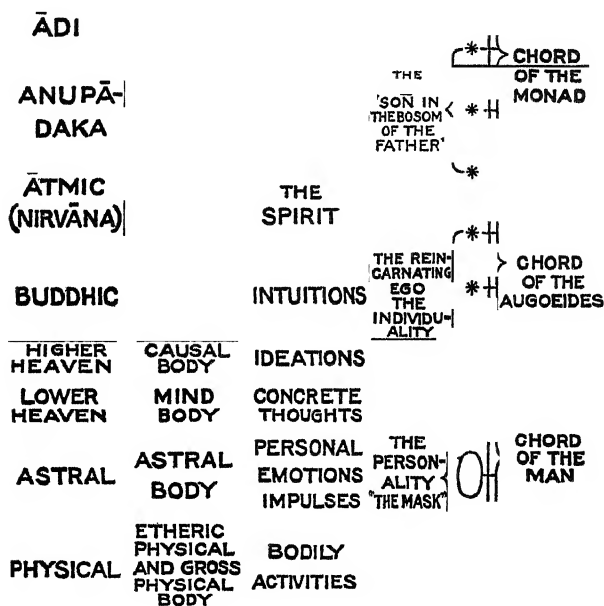 ĀDI
ANUPĀ-
DAKA
ĀTMIC
(NIRVĀNA)
BUDDHIC
HIGHER
HEAVEN
LOWER
HEAVEN
ASTRAL
PHYSICAL
CAUSAL
BODY
MIND
BODY
ASTRAL
BODY
ETHERIC
PHYSICAL
AND GROSS
PHYSICAL
BODY
THE
SPIRIT
INTUITIONS
IDEATIONS
CONCRETE
THOUGHTS
PERSONAL
EMOTIONS
IMPULSES
BODILY
ACTIVITIES
THE
'SON IN
THE BOSOM
OF THE
FATHER'
THE REIN-
CARNATING
EGO
THE
INDIVIDU-
ALITY
THE
PERSON-
ALITY
"THE MASK"
CHORD
OF THE
MONAD
CHORD
OF THE
AUGOEIDES
CHORD
OF THE
MAN